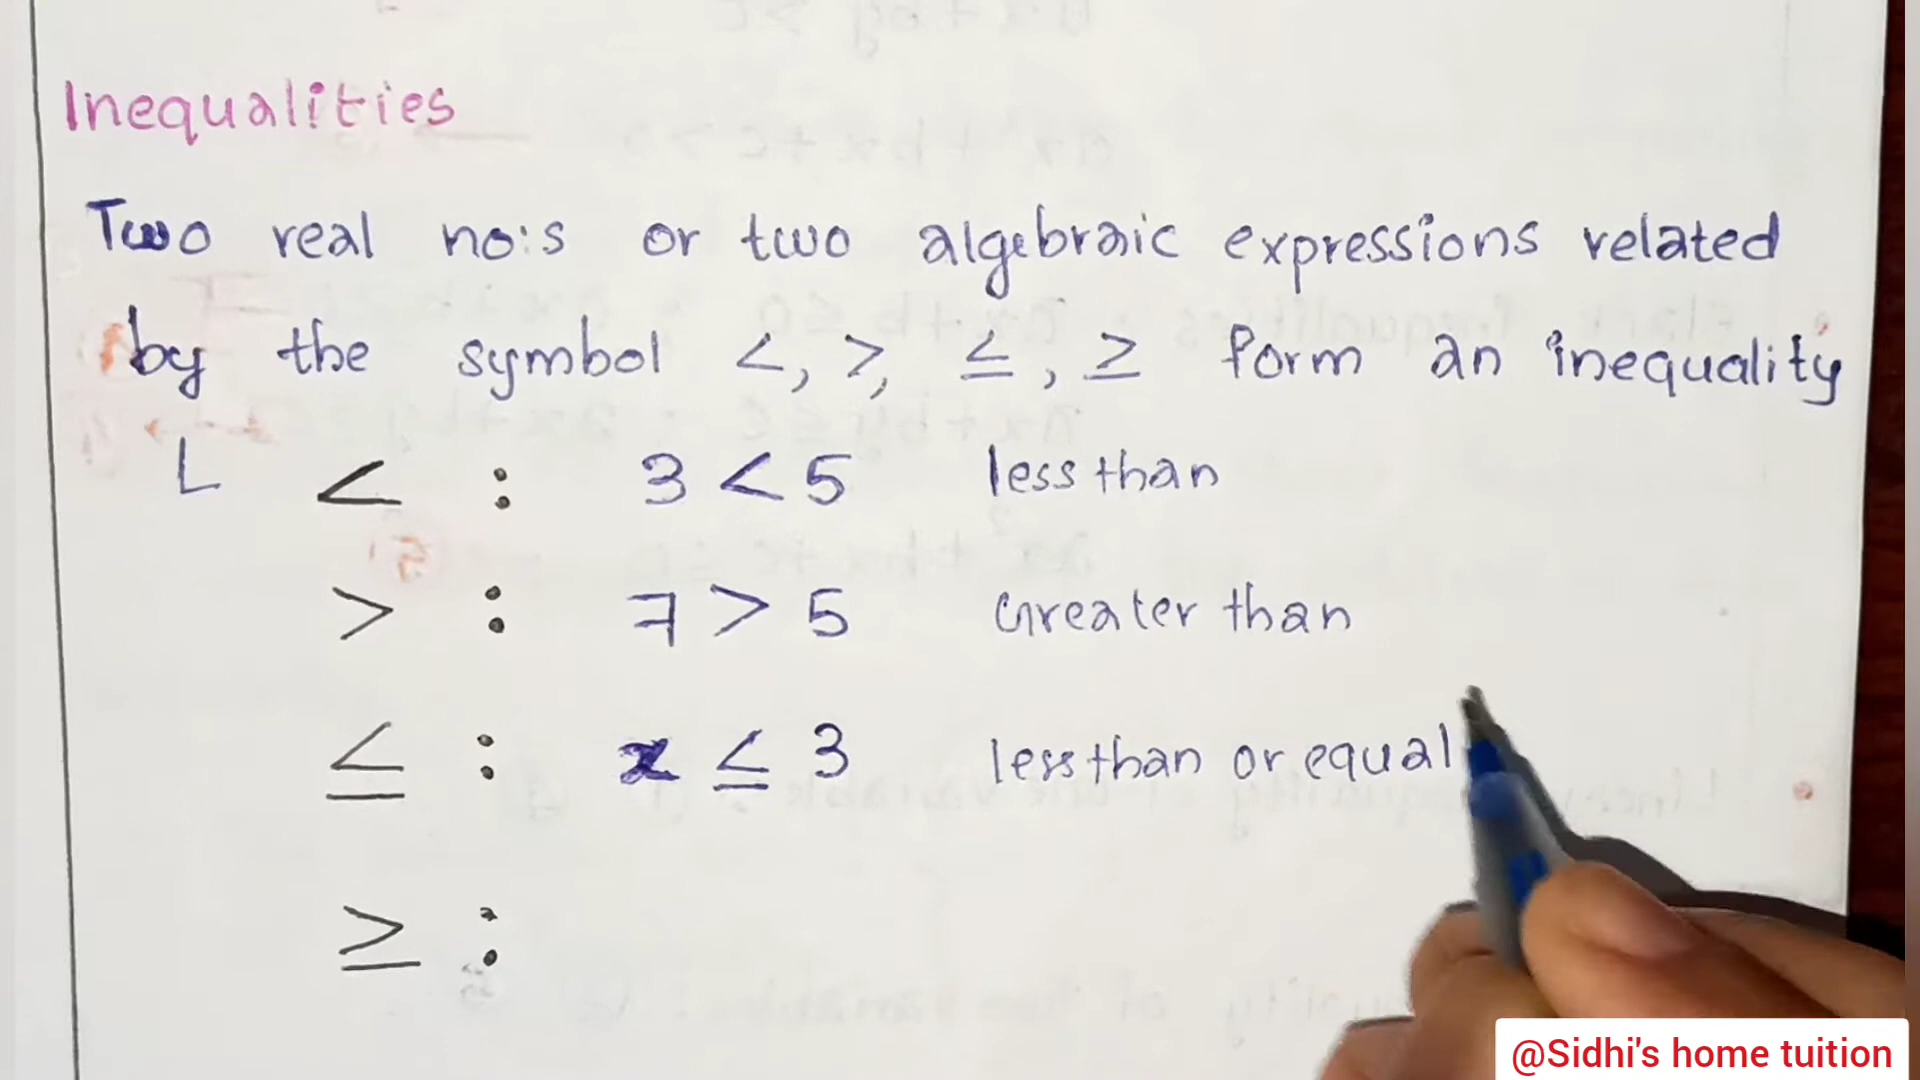 Inequalities
Two real no:s or two algebraic expressions related
by the symbol <, >, ≤, ≥ form an inequality
L < : 3 < 5 less than
> : 7 > 5 Greater than
≤ : x ≤ 3 less than or equal
≥ :
@Sidhi's home tuition